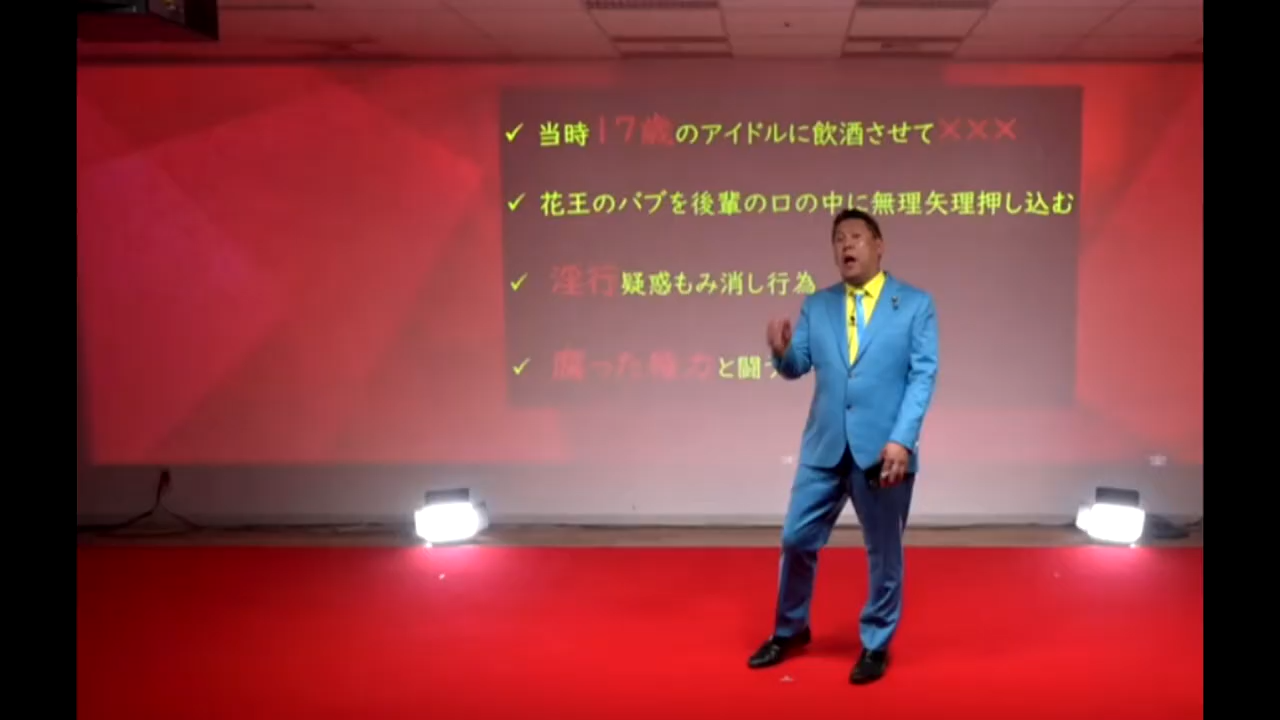 ✓ 当時17歳のアイドルに飲酒させて×××
✓ 花王のバブを後輩の口の中に無理矢理押し込む
✓ 淫行疑惑もみ消し行為
✓ 腐った権力と闘う